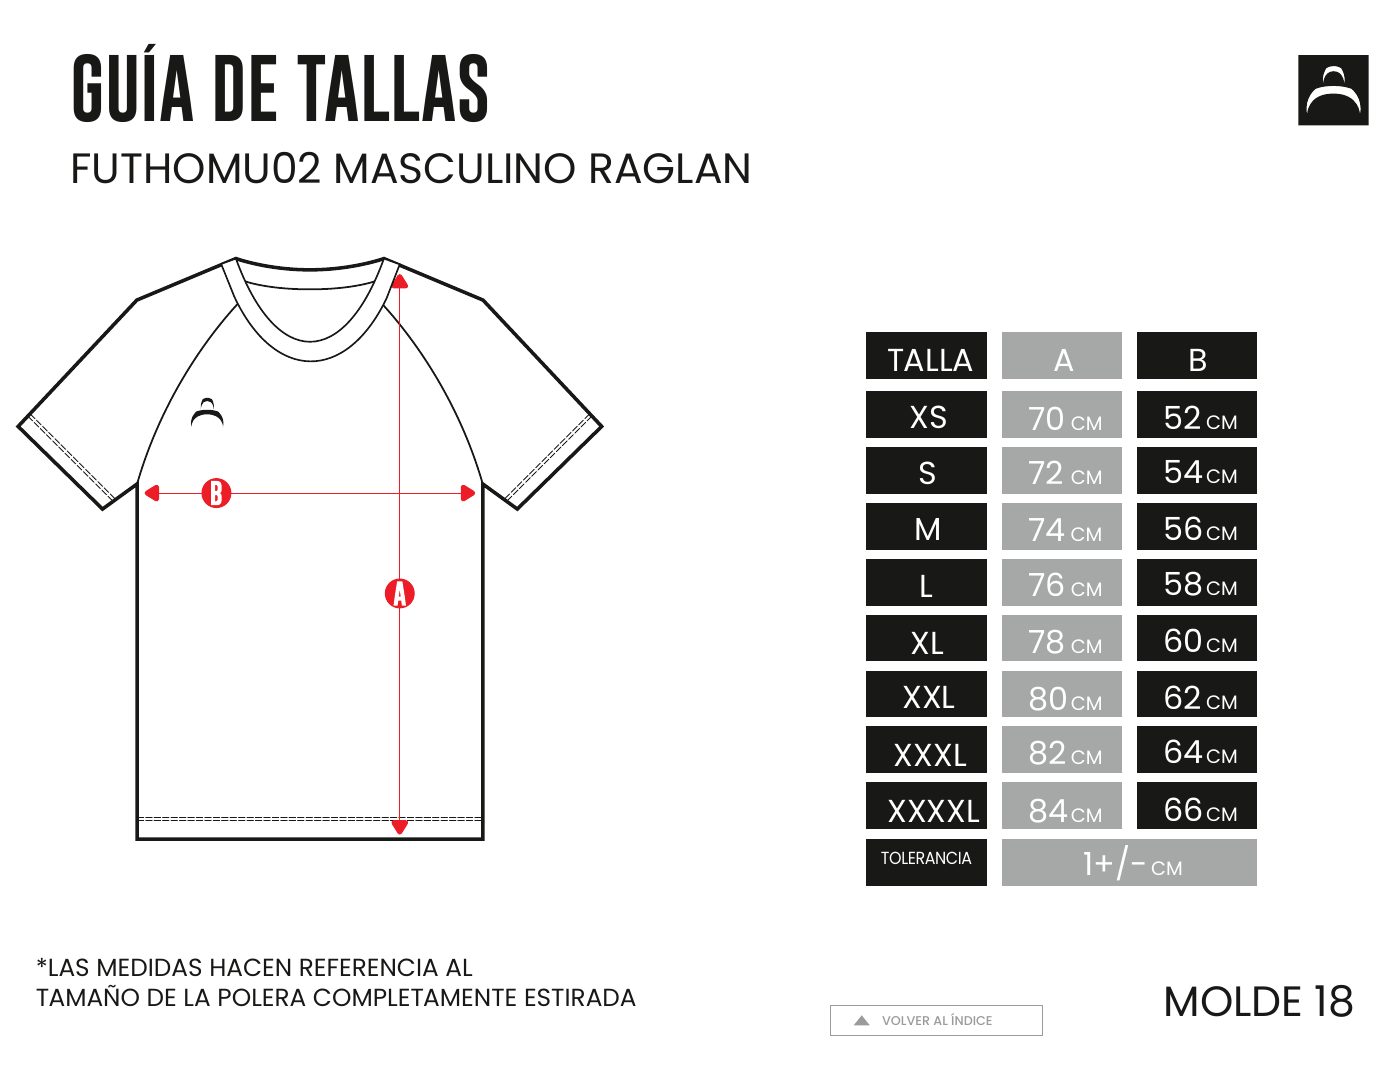 GUÍA DE TALLAS
FUTHOMU02 MASCULINO RAGLAN
B
A
TALLA A B
XS 70 CM 52 CM
S 72 CM 54 CM
M 74 CM 56 CM
L 76 CM 58 CM
XL 78 CM 60 CM
XXL 80 CM 62 CM
XXXL 82 CM 64 CM
XXXXL 84 CM 66 CM
TOLERANCIA 1+/- CM
*LAS MEDIDAS HACEN REFERENCIA AL
TAMAÑO DE LA POLERA COMPLETAMENTE ESTIRADA
VOLVER AL ÍNDICE
MOLDE 18